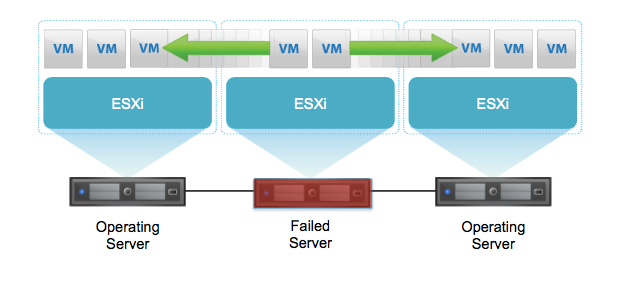 VM VM VM VM VM VM VM VM
ESXi ESXi ESXi
Operating Server
Failed Server
Operating Server